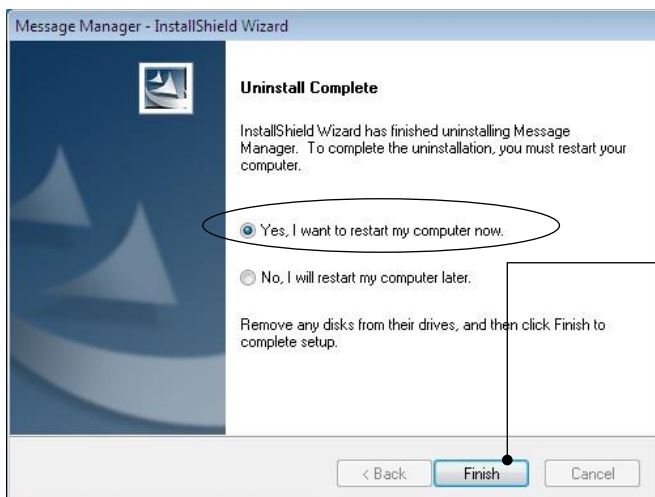 Message Manager - InstallShield Wizard
Uninstall Complete
InstallShield Wizard has finished uninstalling Message
Manager. To complete the uninstallation, you must restart your
computer.
Yes, I want to restart my computer now.
No, I will restart my computer later.
Remove any disks from their drives, and then click Finish to
complete setup.
< Back Finish Cancel